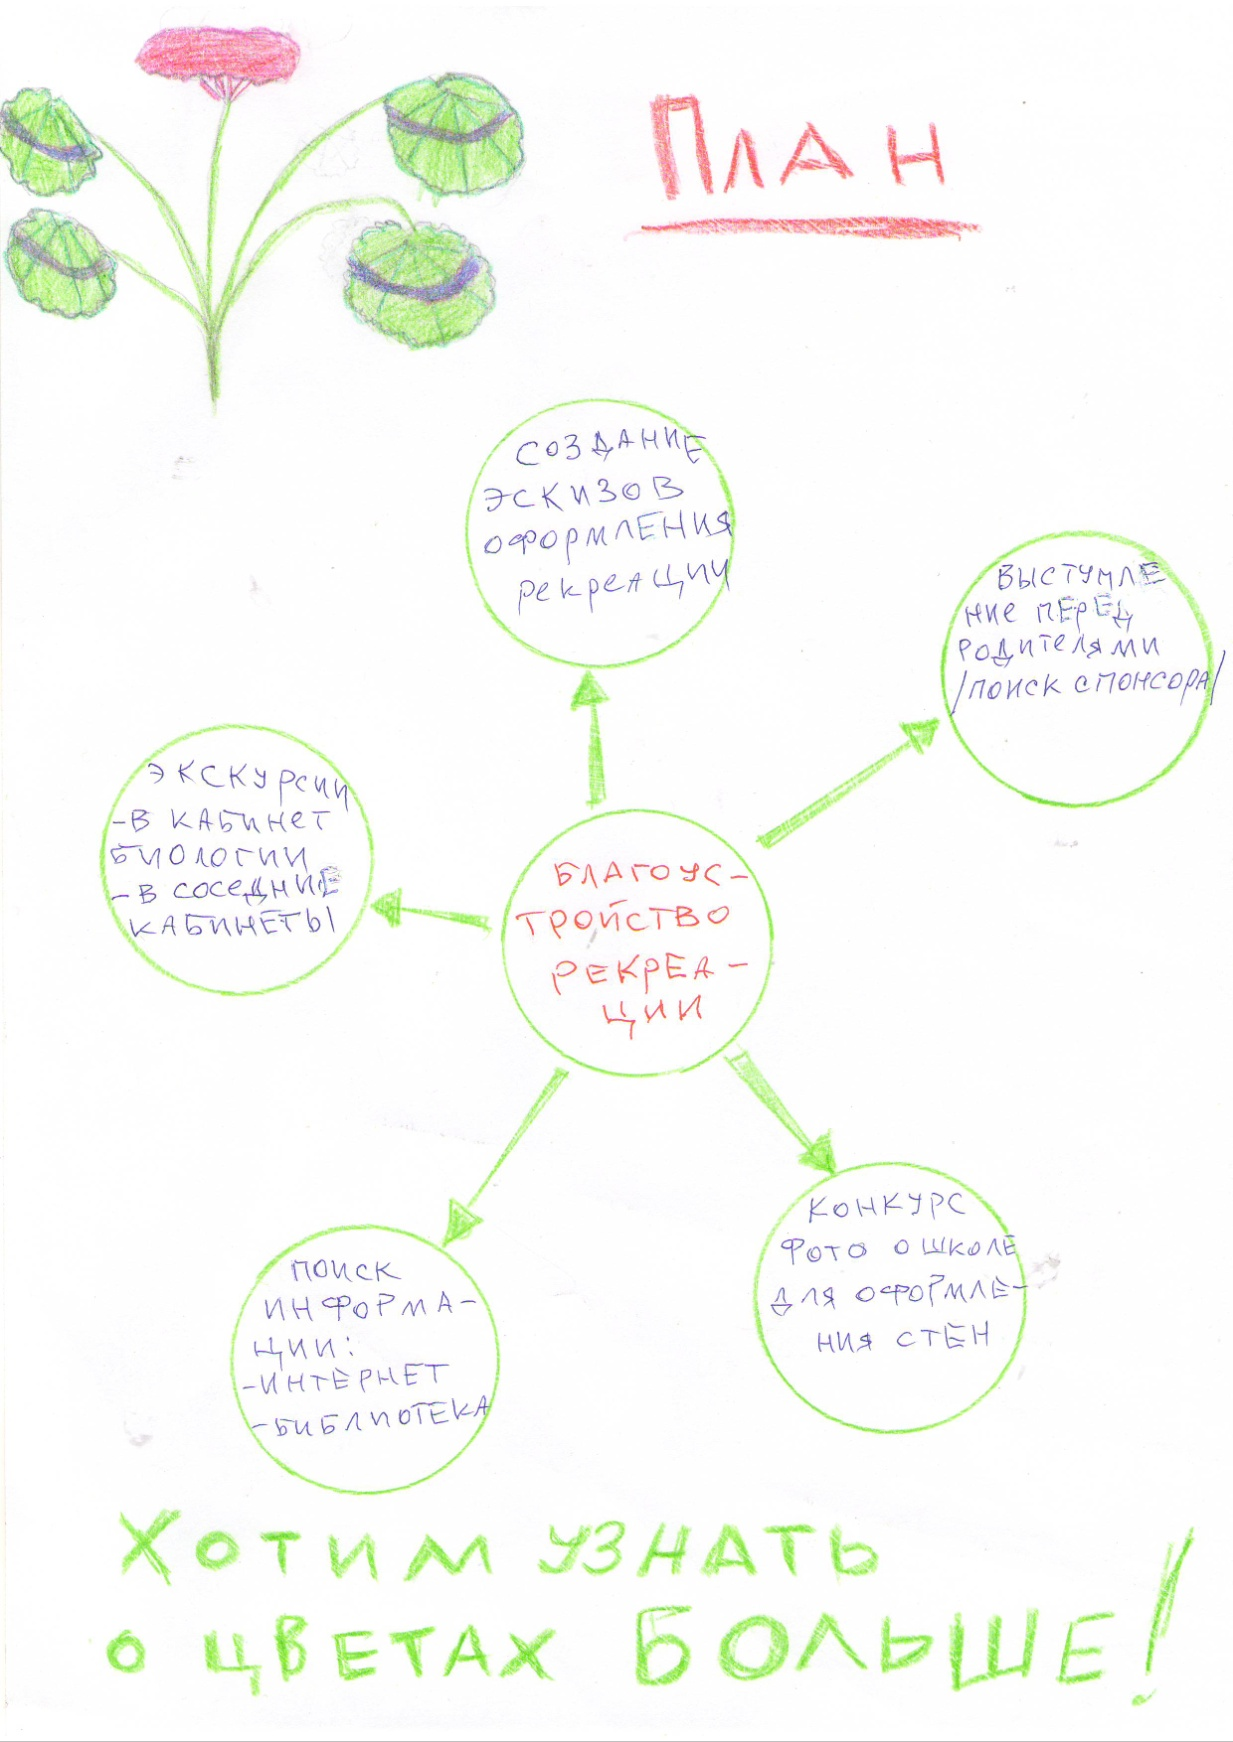 ПЛАН
СОЗДАНИЕ
ЭСКИЗОВ
ОФОРМЛЕНИЯ
РЕКРЕАЦИИ
ВЫСТУПЛЕ
НИЕ ПЕРЕД
РОДИТЕЛЯМИ
/ПОИСК СПОНСОРА/
ЭКСКУРСИИ
-В КАБИНЕТ
БИОЛОГИИ
-В СОСЕДНИЕ
КАБИНЕТЫ
БЛАГОУС-
ТРОЙСТВО
РЕКРЕА-
ЦИИ
ПОИСК
ИНФОРМА-
ЦИИ:
-ИНТЕРНЕТ
-БИБЛИОТЕКА
КОНКУРС
ФОТО О ШКОЛЕ
ДЛЯ ОФОРМЛЕ-
НИЯ СТЕН
ХОТИМ УЗНАТЬ
О ЦВЕТАХ БОЛЬШЕ!